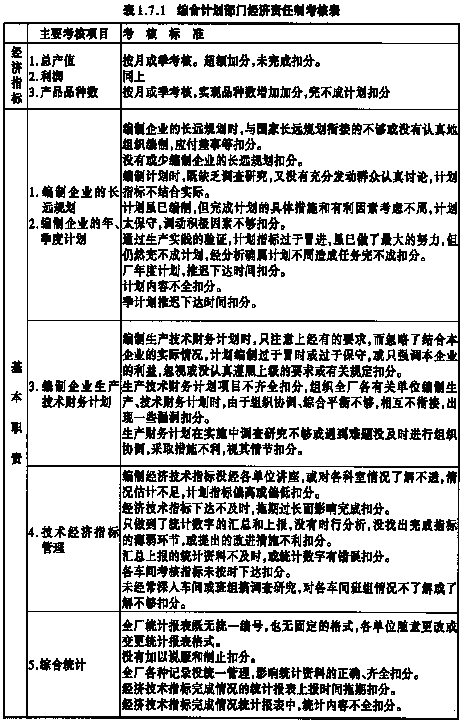 表1.7.1 综合计划部门经济责任制考核表
主要考核项目 考核标准
经济指标
1.总产值 按月或季考核。超额加分,未完成扣分。
2.利润 同上
3.产品品种数 按月或季考核,实现品种数增加加分,完不成计划扣分
基本职责
1.编制企业的长远规划
2.编制企业的年、季度计划
编制企业的长远规划时,与国家长远规划衔接的不够或没有认真地
组织编制,应付差事等扣分。
没有或少编制企业的长远规划扣分。
编制计划时,既缺乏调查研究,又没有充分发动群众认真讨论,计划
指标不结合实际。
计划虽已编制,但完成计划的具体措施和有利因素考虑不周,计划
太保守,调动积极因素不够扣分。
通过生产实践的验证,计划指标过于冒进,虽已做了最大的努力,但
仍然完不成计划,经分析确属计划不周造成任务完不成扣分。
厂年度计划,推迟下达时间扣分。
计划内容不全扣分。
季计划推迟下达时间扣分。
3.编制企业生产技术财务计划
编制生产技术财务计划时,只注意上级有的要求,而忽略了结合本
企业的实际情况,计划编制过于冒时或过于保守,或只强调本企业
的利益,忽视或没认真遵照上级的要求或有关规定扣分。
生产技术财务计划项目不齐全扣分,组织全厂各有关单位编制生
产、技术财务计划时,由于组织协调、综合平衡不够,相互不衔接,出
现一些漏洞扣分。
生产财务计划在实施中调查研究不够或遇到难题没及时进行组织
协调,采取措施不利,视其情节扣分。
4.技术经济指标管理
编制经济技术指标没经各单位讲座,或对各科室情况了解不透,情
况估计不足,计划指标偏高或偏低扣分。
经济技术指标下达不及时,拖期过长而影响完成扣分。
只做到了统计数字的汇总和上报,没有时行分析,没找出完成指标
的薄弱环节,或提出的改进措施不利扣分。
汇总上报的统计资料不及时,或统计数字有错误扣分。
各车间考核指标未按时下达扣分。
未经常深入车间或班组搞调查研究,对各车间班组情况不了解或了
解不够扣分。
5.综合统计
全厂统计报表既无统一编号,也无固定的格式,各单位随意更改或
变更统计报表格式。
没有加以说服和制止扣分。
全厂各种记录没统一管理,影响统计资料的正确、齐全扣分。
经济技术指标完成情况的统计报表上报时间拖期扣分。
经济技术指标完成情况统计报表中,统计内容不全扣分。